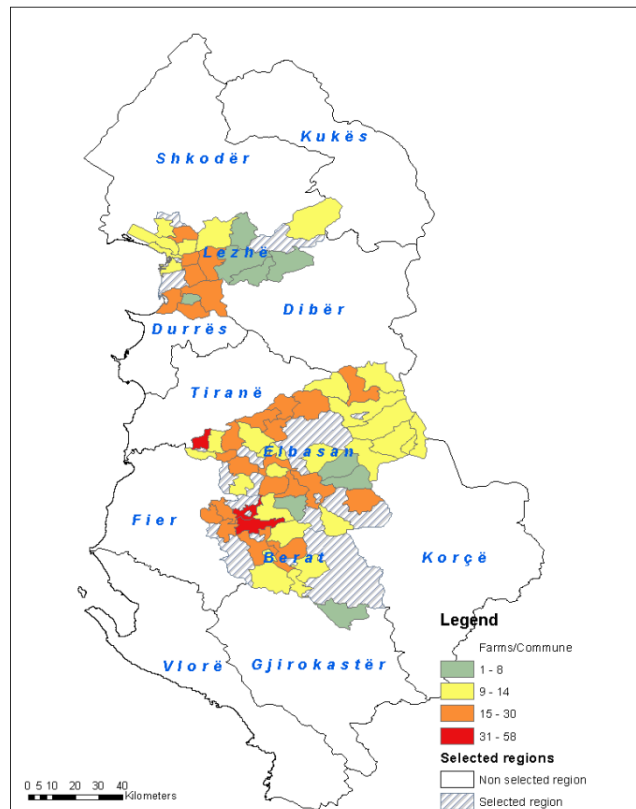 Kukës
Shkodër
Lezhë
Dibër
Durrës
Tiranë
Elbasan
Fier
Berat
Korçë
Vlorë
Gjirokastër
Legend
Farms/Commune
1 - 8
9 - 14
15 - 30
31 - 58
Selected regions
Non selected region
Selected region
0 5 10 20 30 40
Kilometers